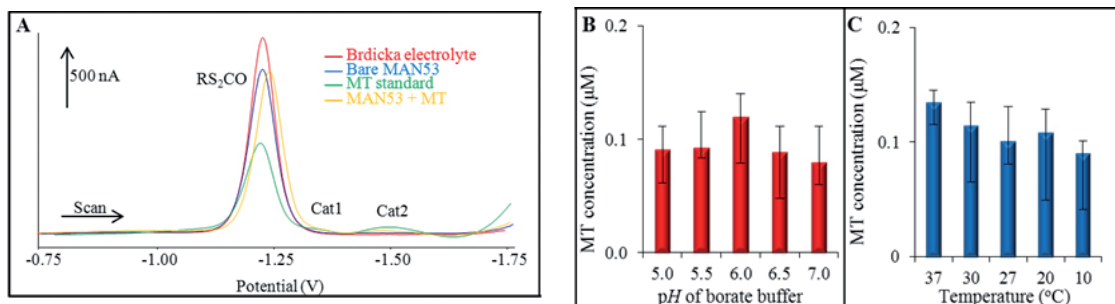 A
500 nA
RS₂CO
Brdicka electrolyte
Bare MAN53
MT standard
MAN53 + MT
Scan
Cat1
Cat2
-0.75 -1.00 -1.25 -1.50 -1.75
Potential (V)
B
MT concentration (µM)
0.2
0.1
0.0
5.0 5.5 6.0 6.5 7.0
pH of borate buffer
C
MT concentration (µM)
0.2
0.1
0
37 30 27 20 10
Temperature (°C)